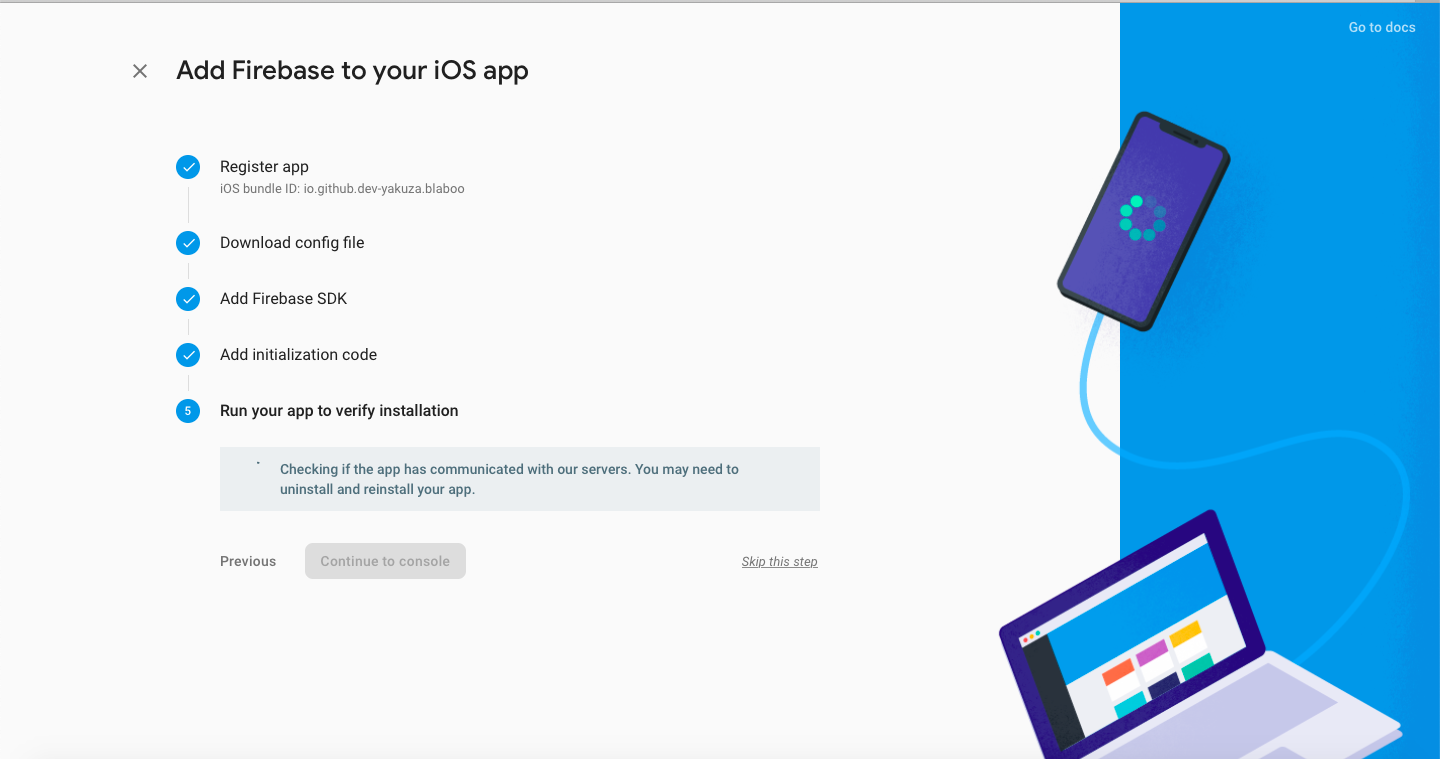 Go to docs
Add Firebase to your iOS app
Register app
iOS bundle ID: io.github.dev-yakuza.blaboo
Download config file
Add Firebase SDK
Add initialization code
5 Run your app to verify installation
Checking if the app has communicated with our servers. You may need to
uninstall and reinstall your app.
Previous Continue to console Skip this step